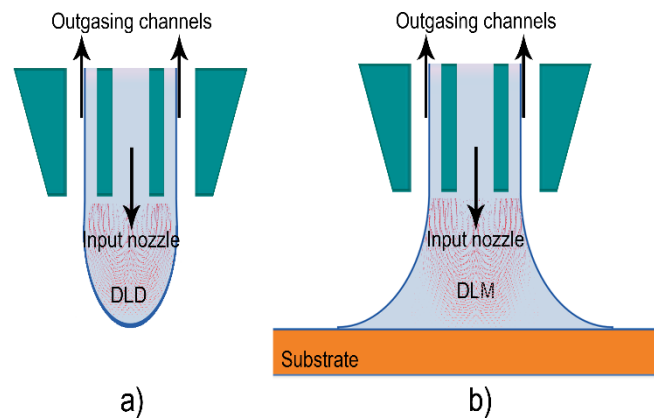 Outgasing channels
Input nozzle
DLD
a)
Outgasing channels
Input nozzle
DLM
Substrate
b)